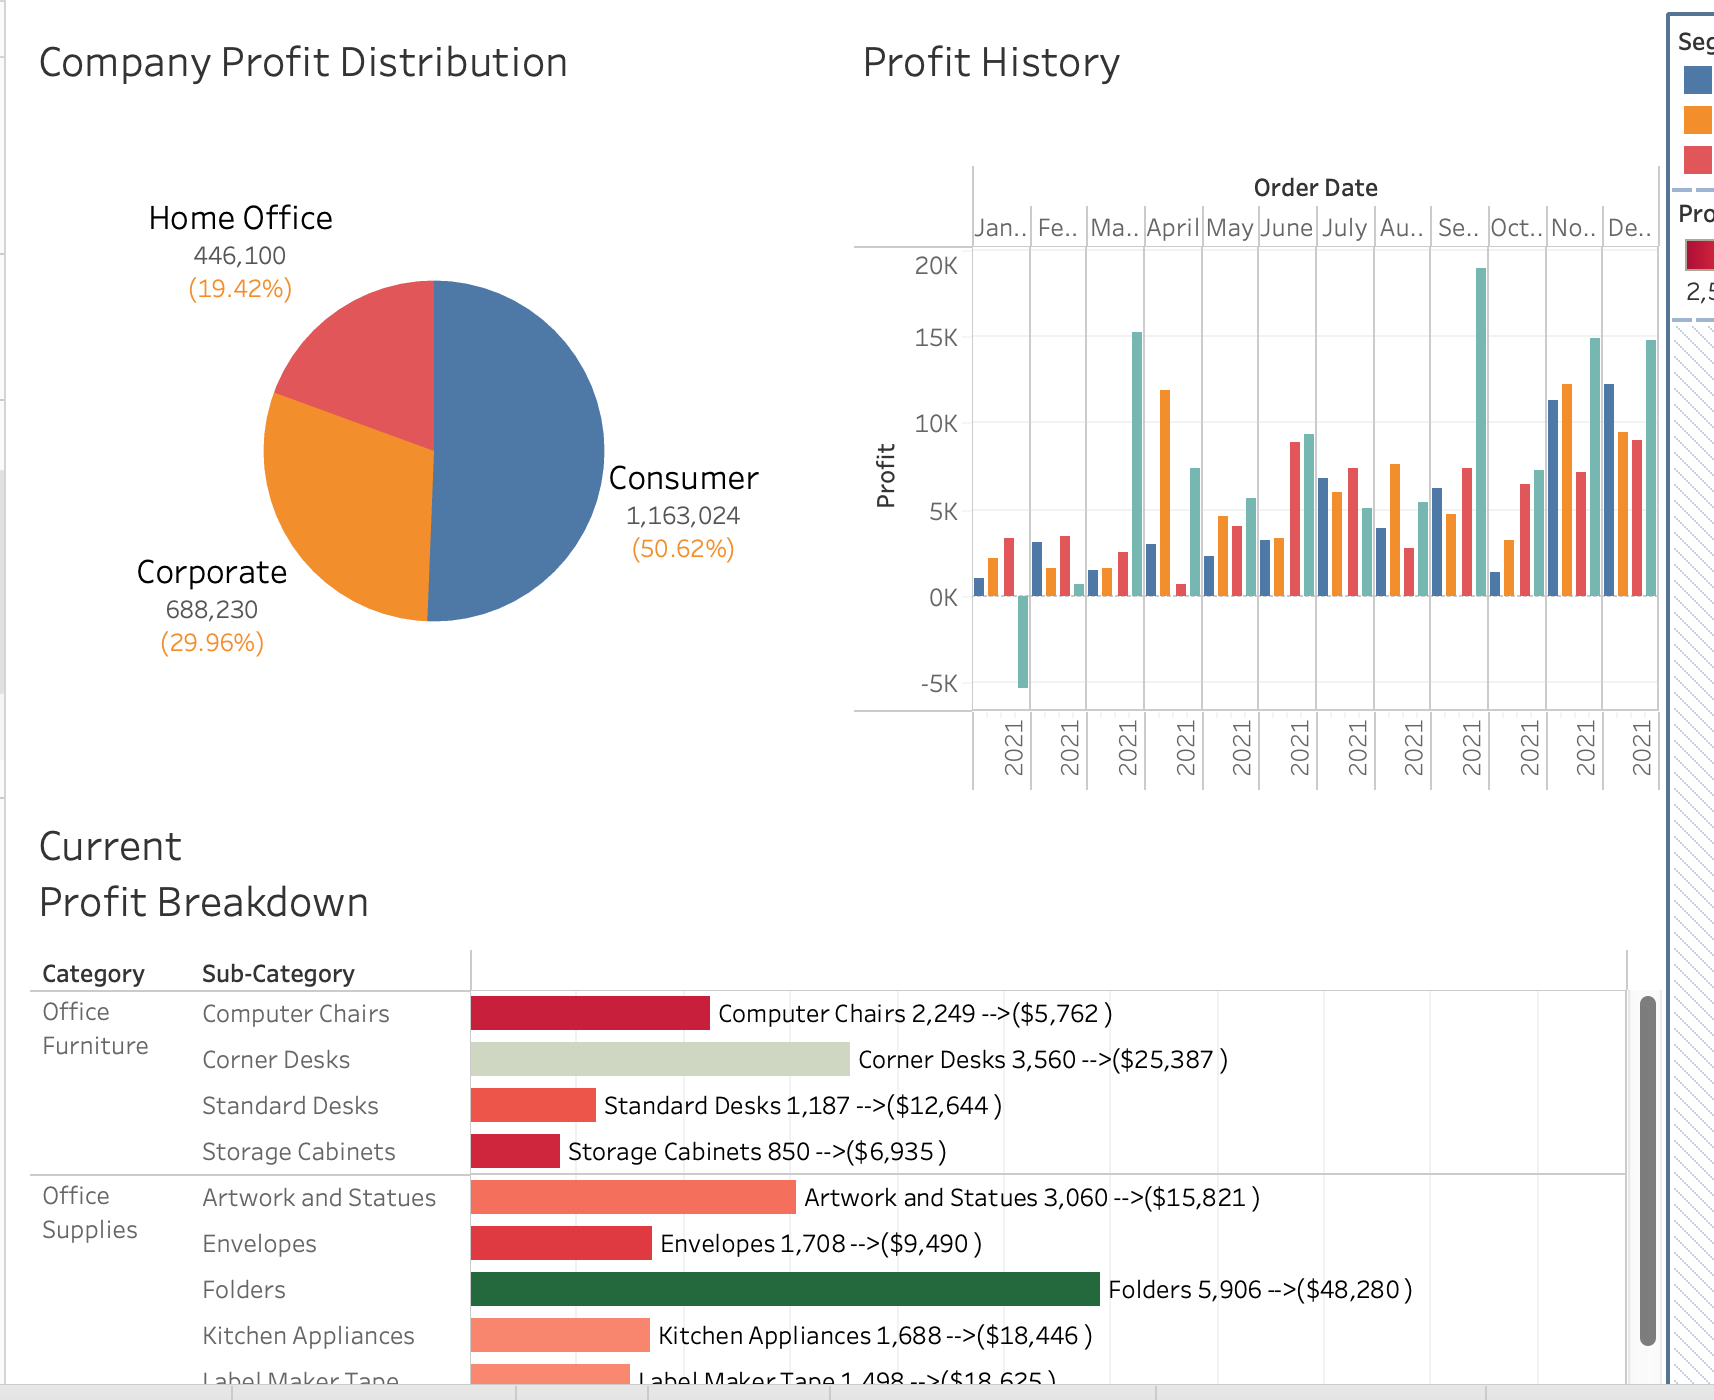 Company Profit Distribution
Home Office
446,100
(19.42%)
Consumer
1,163,024
(50.62%)
Corporate
688,230
(29.96%)
Profit History
Order Date
Jan.. Fe.. Ma.. April May June July Au.. Se.. Oct.. No.. De..
Profit
20K
15K
10K
5K
0K
-5K
2021 2021 2021 2021 2021 2021 2021 2021 2021 2021 2021 2021
Seg
Pro
2,5
Current
Profit Breakdown
Category Sub-Category
Office
Furniture
Computer Chairs Computer Chairs 2,249 -->($5,762 )
Corner Desks Corner Desks 3,560 -->($25,387 )
Standard Desks Standard Desks 1,187 -->($12,644 )
Storage Cabinets Storage Cabinets 850 -->($6,935 )
Office
Supplies
Artwork and Statues Artwork and Statues 3,060 -->($15,821 )
Envelopes Envelopes 1,708 -->($9,490 )
Folders Folders 5,906 -->($48,280 )
Kitchen Appliances Kitchen Appliances 1,688 -->($18,446 )
Label Maker Tape Label Maker Tape 1,498 -->($18,625 )